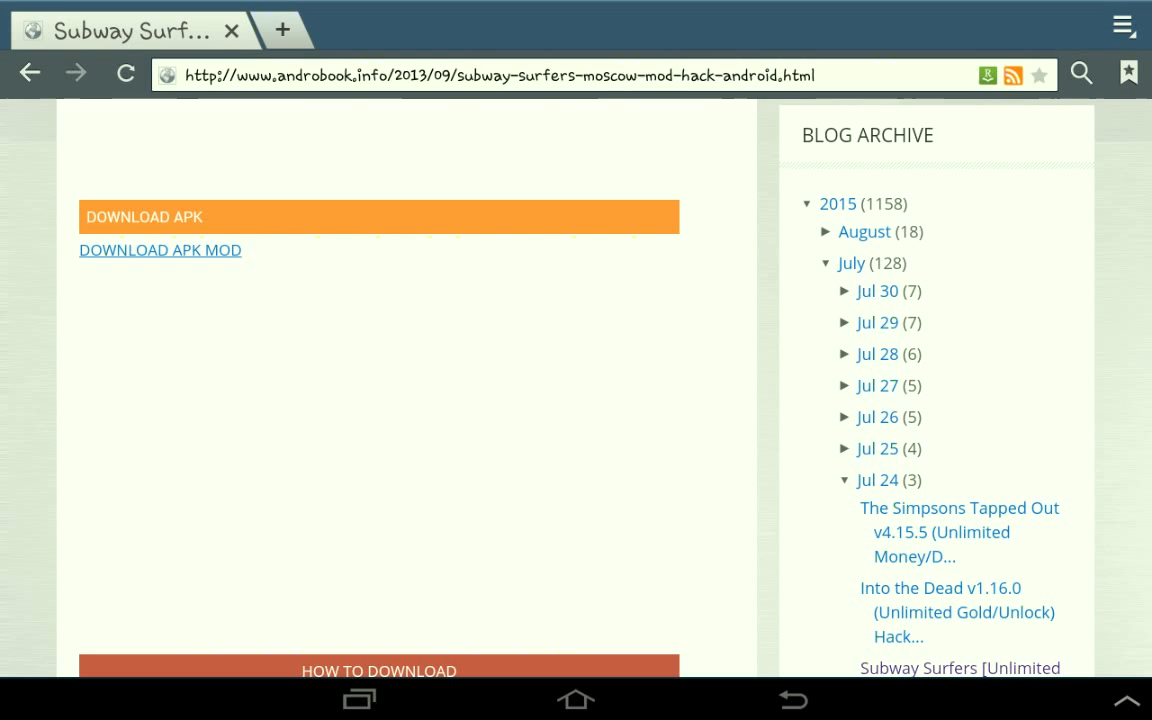 Subway Surf...
http://www.androbook.info/2013/09/subway-surfers-moscow-mod-hack-android.html
DOWNLOAD APK
DOWNLOAD APK MOD
HOW TO DOWNLOAD
BLOG ARCHIVE
▼ 2015 (1158)
► August (18)
▼ July (128)
► Jul 30 (7)
► Jul 29 (7)
► Jul 28 (6)
► Jul 27 (5)
► Jul 26 (5)
► Jul 25 (4)
▼ Jul 24 (3)
The Simpsons Tapped Out
v4.15.5 (Unlimited
Money/D...
Into the Dead v1.16.0
(Unlimited Gold/Unlock)
Hack...
Subway Surfers [Unlimited